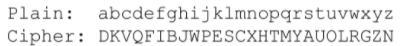 Plain: abcdefghijklmnopqrstuvwxyz
Cipher: DKVQFIBJWPESCXHTMYAUOLRGZN